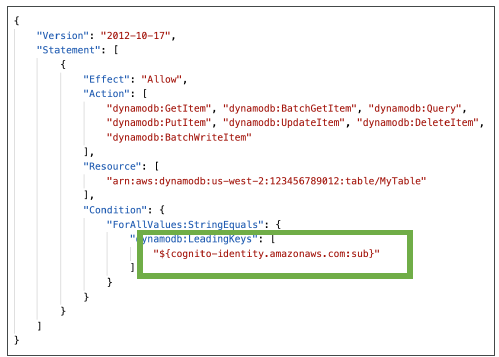 {
"Version": "2012-10-17",
"Statement": [
{
"Effect": "Allow",
"Action": [
"dynamodb:GetItem", "dynamodb:BatchGetItem", "dynamodb:Query",
"dynamodb:PutItem", "dynamodb:UpdateItem", "dynamodb:DeleteItem",
"dynamodb:BatchWriteItem"
],
"Resource": [
"arn:aws:dynamodb:us-west-2:123456789012:table/MyTable"
],
"Condition": {
"ForAllValues:StringEquals": {
"dynamodb:LeadingKeys": [
"${cognito-identity.amazonaws.com:sub}"
]
}
}
}
]
}